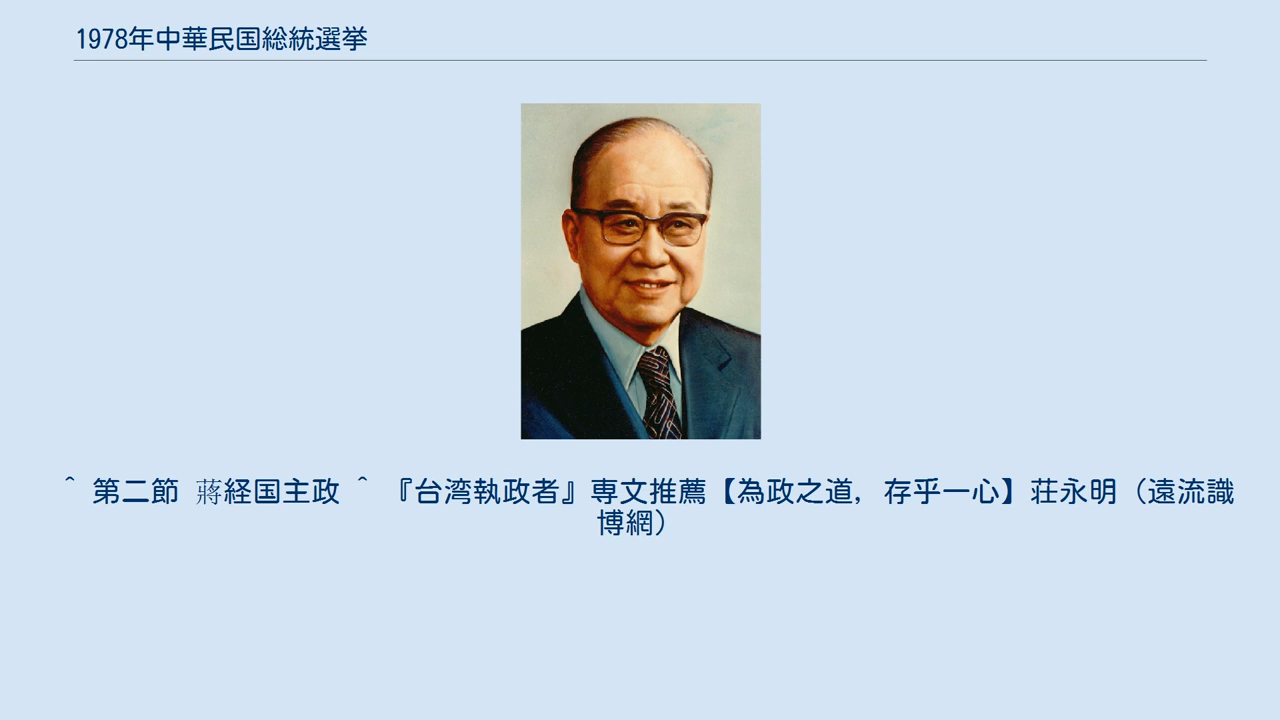 1978年中華民国総統選挙
^ 第二節 蔣経国主政 ^ 『台湾執政者』専文推薦【為政之道，存乎一心】荘永明（遠流識
博網）